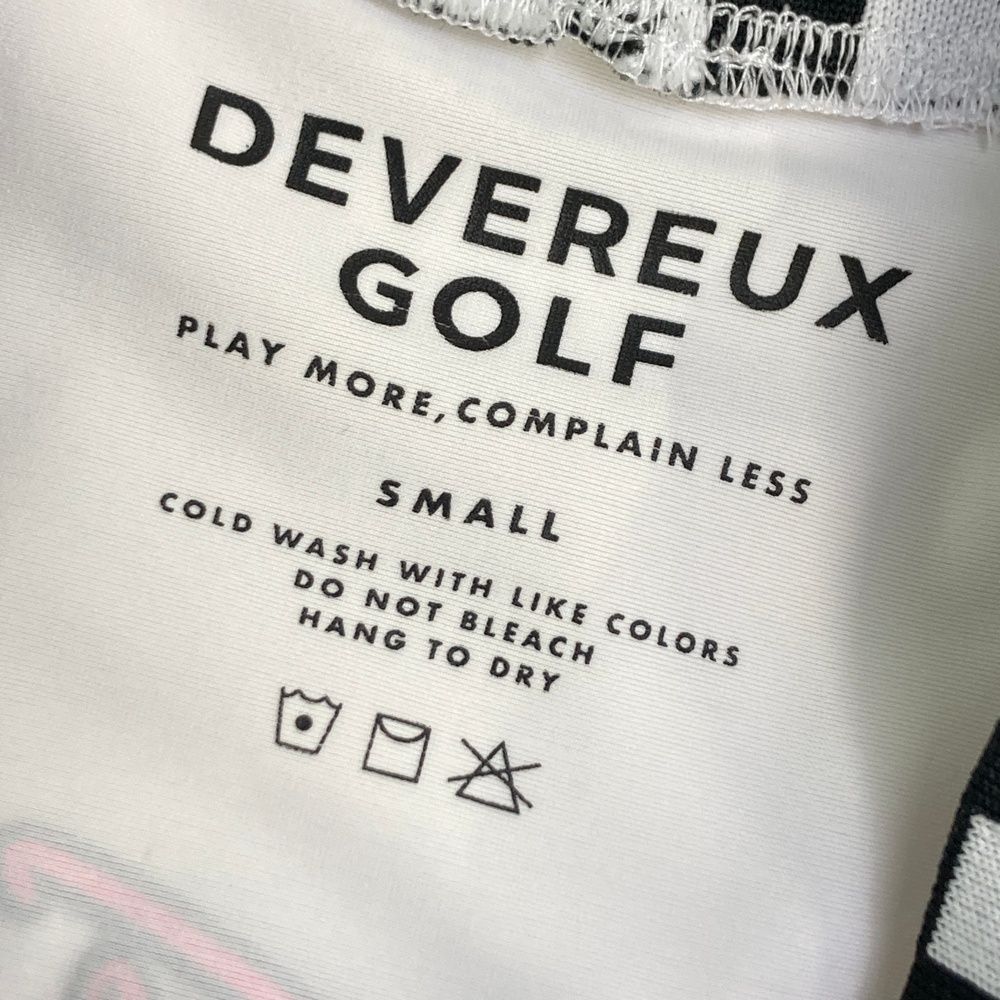 DEVEREUX
GOLF
PLAY MORE, COMPLAIN LESS
SMALL
COLD WASH WITH LIKE COLORS
DO NOT BLEACH
HANG TO DRY